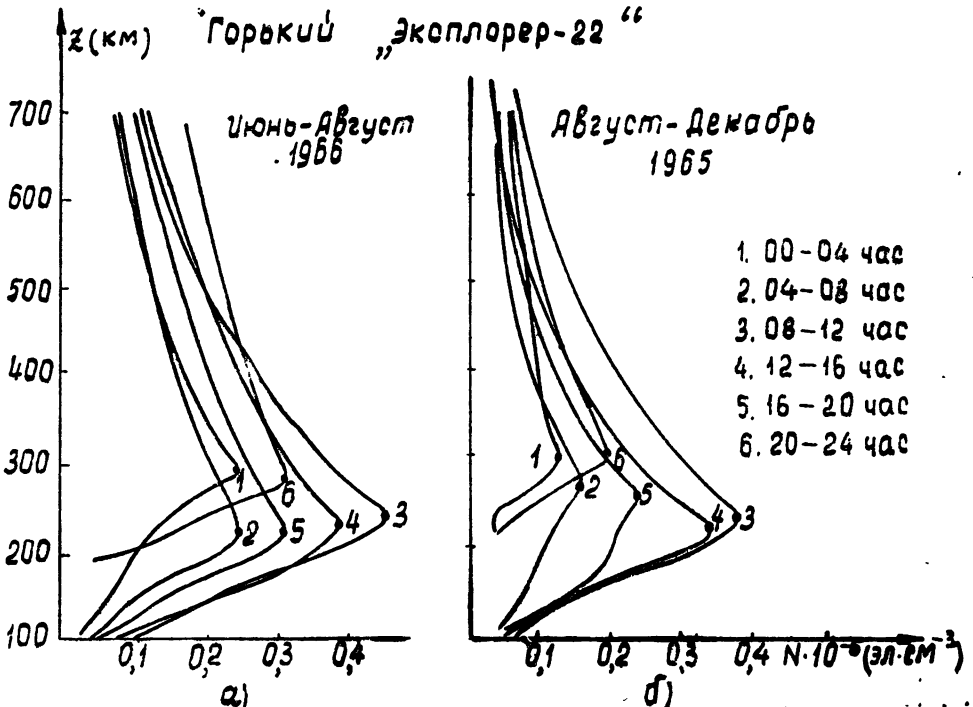 Z(км) Горький „Эксплорер-22“
Июнь-Август
1966
Август-Декабрь
1965
700
600
500
400
300
200
100
1. 00-04 час
2. 04-08 час
3. 08-12 час
4. 12-16 час
5. 16-20 час
6. 20-24 час
1
6
2
5
4
3
1
6
2
5
4
3
0,1 0,2 0,3 0,4
0,1 0,2 0,3 0,4 N·10⁻⁶(эл·см⁻³)
а) б)